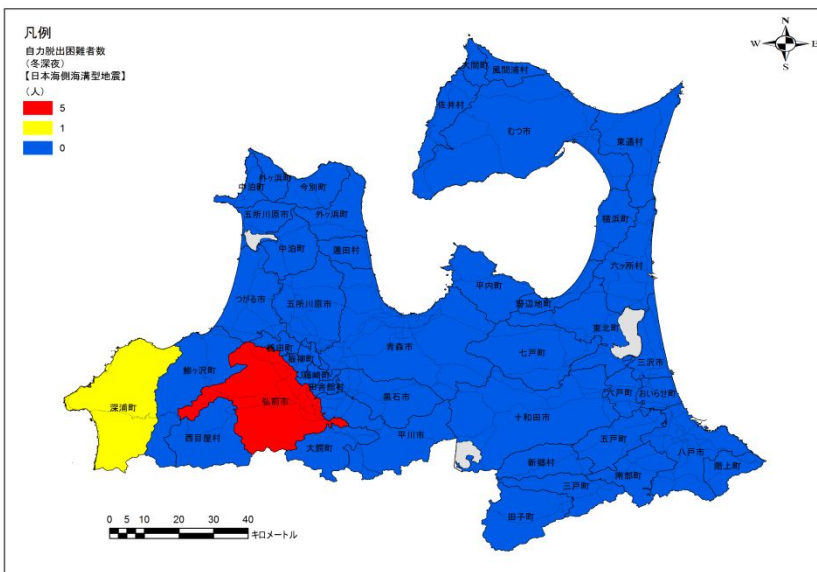 凡例
自力脱出困難者数
（冬深夜）
【日本海側海溝型地震】
（人）
5
1
0
N
W
E
S
大間町
風間浦村
佐井村
むつ市
東通村
外ヶ浜町
中泊町
今別町
五所川原市
外ヶ浜町
横浜町
中泊町
蓬田村
六ヶ所村
平内町
つがる市
五所川原市
野辺地町
東北町
青森市
七戸町
鶴田町
板柳町
三沢市
鰺ヶ沢町
藤崎町
田舎館村
六戸町
おいらせ町
深浦町
弘前市
黒石市
十和田市
西目屋村
大鰐町
平川市
五戸町
八戸市
階上町
新郷村
南部町
三戸町
田子町
0 5 10 20 30 40
キロメートル